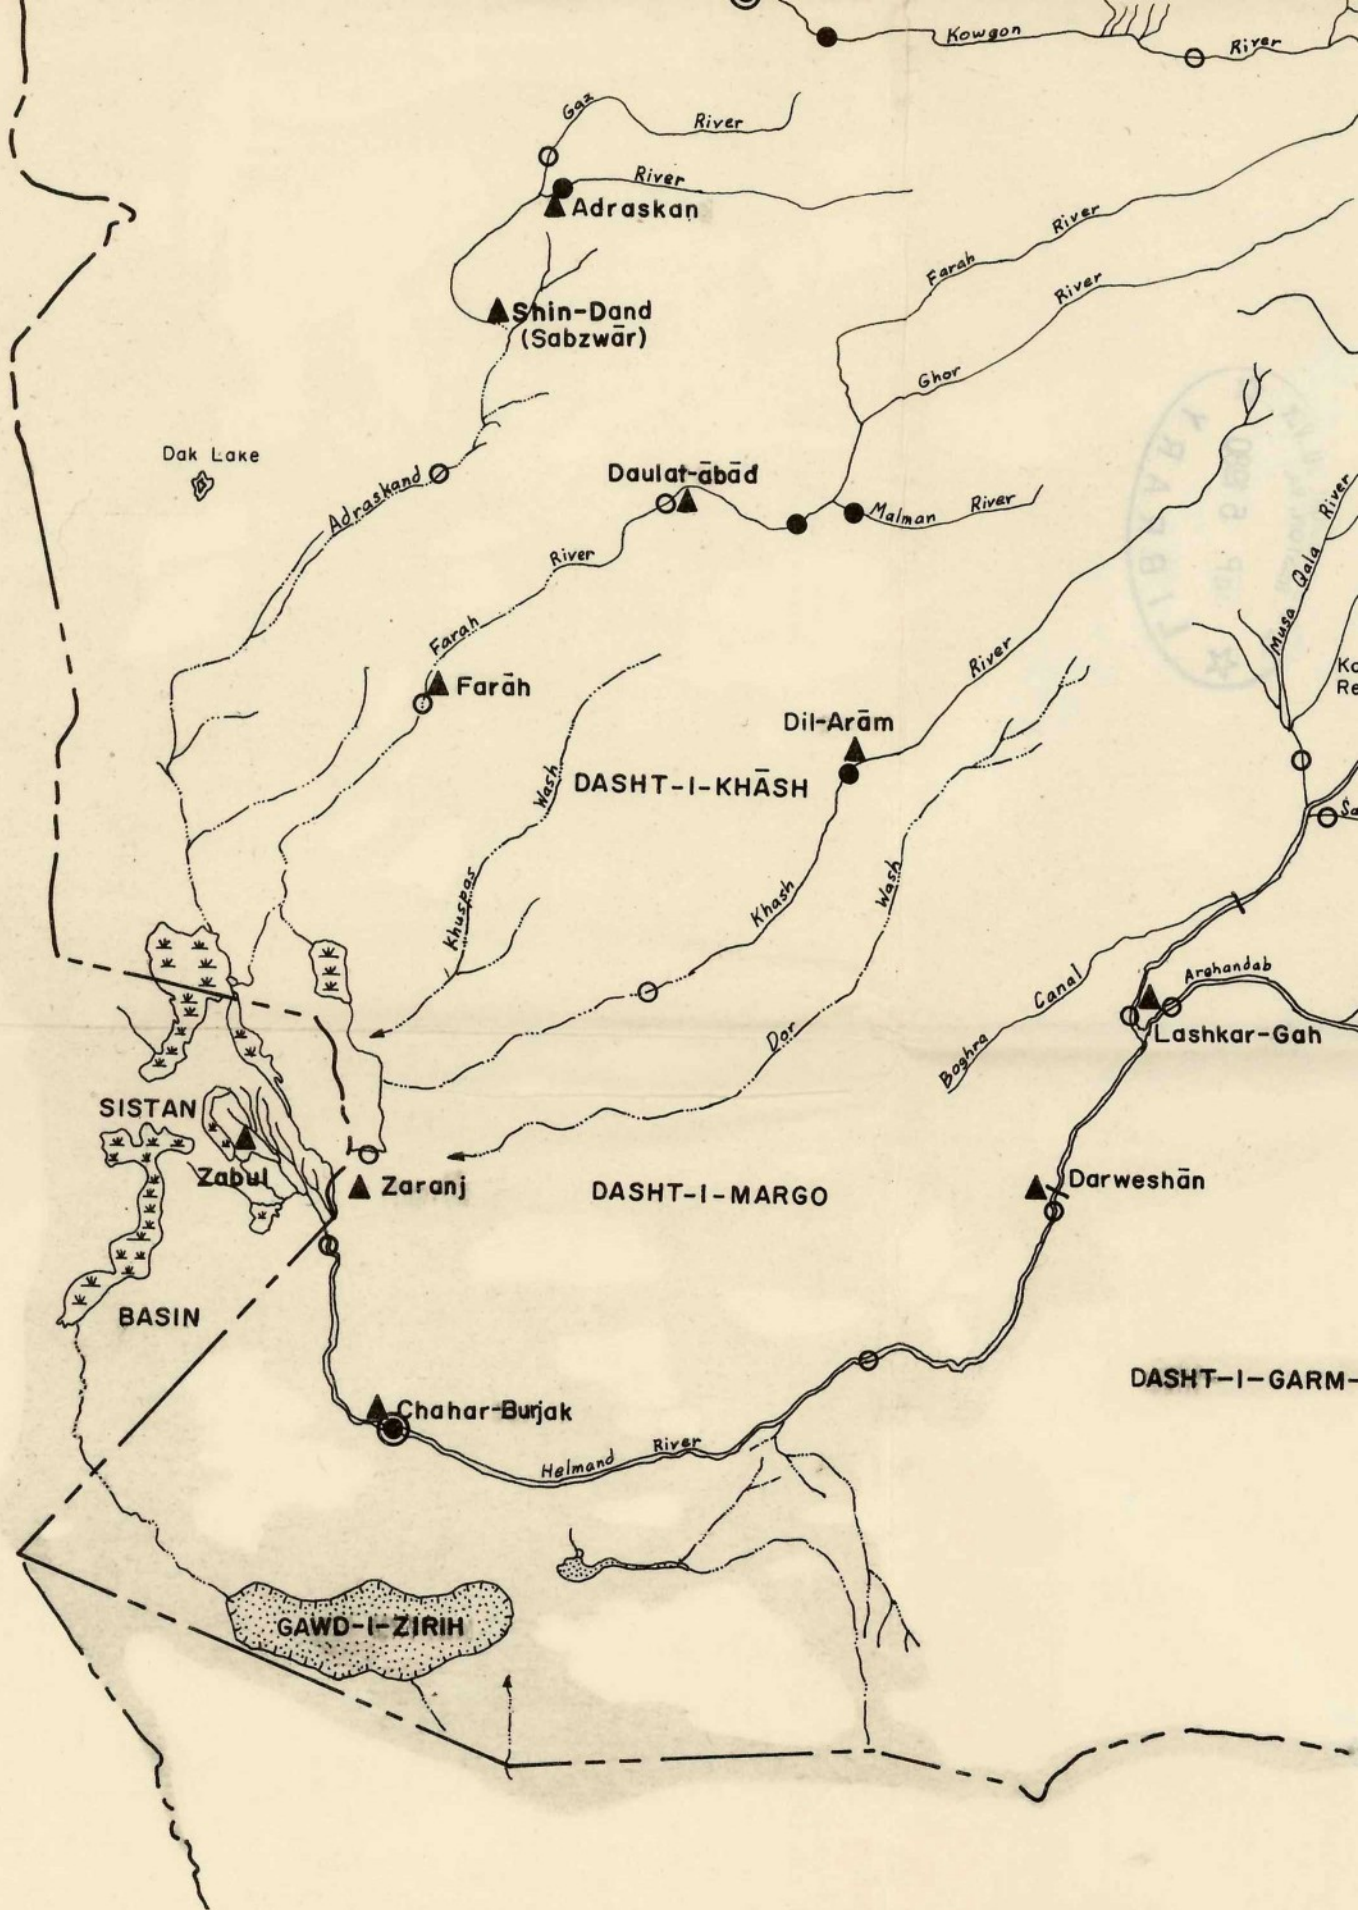 Kowgon
River
Gaz
River
River
Adraskan
River
Farah
River
Shin-Dand
(Sabzwār)
Ghor
Dak Lake
Adraskand
Daulat-ābād
Malman River
River
River
Musa Qala
Farah
River
Farāh
Dil-Arām
DASHT-I-KHĀSH
Wash
Khuspas
Khash
Wash
Dor
Boghra Canal
Arghandab
Lashkar-Gah
SISTAN
Zabul
Zaranj
DASHT-I-MARGO
Darweshān
BASIN
DASHT-I-GARM-
Chahar-Burjak
Helmand River
GAWD-I-ZIRIH
LIBRARY